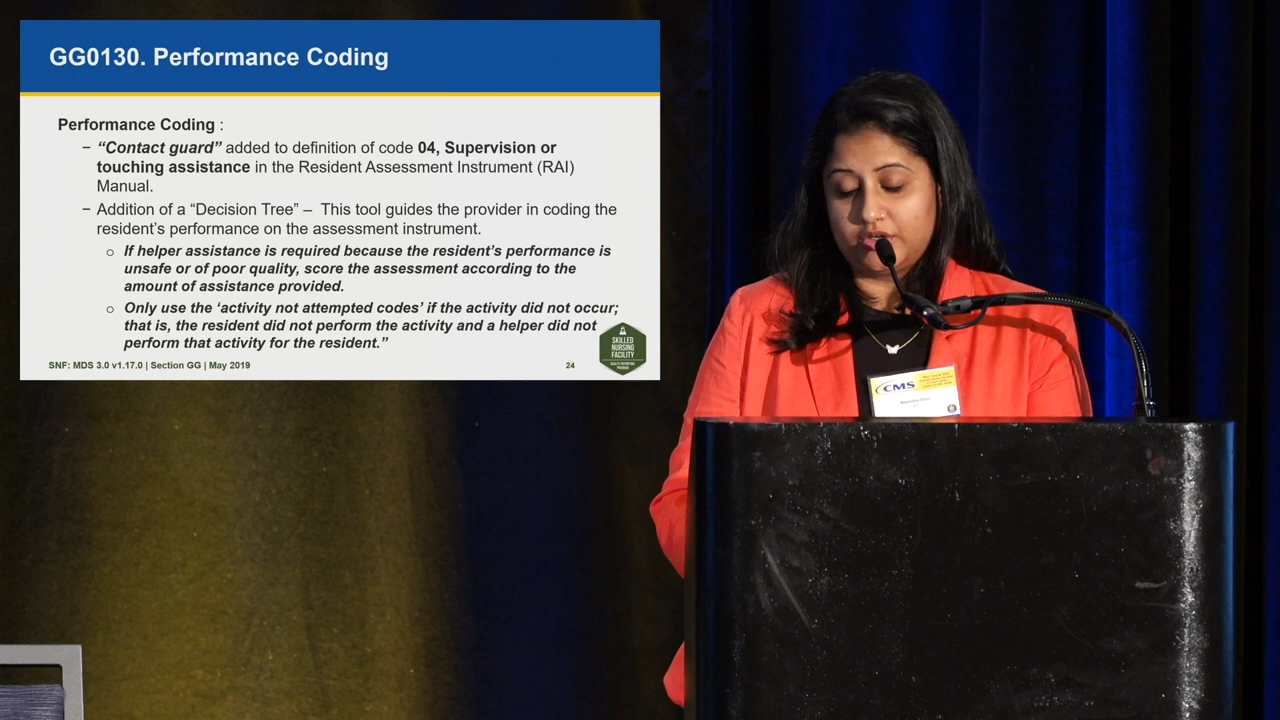 GG0130. Performance Coding
Performance Coding :
− “Contact guard” added to definition of code 04, Supervision or
touching assistance in the Resident Assessment Instrument (RAI)
Manual.
− Addition of a “Decision Tree” – This tool guides the provider in coding the
resident’s performance on the assessment instrument.
o If helper assistance is required because the resident’s performance is
unsafe or of poor quality, score the assessment according to the
amount of assistance provided.
o Only use the ‘activity not attempted codes’ if the activity did not occur;
that is, the resident did not perform the activity and a helper did not
perform that activity for the resident.”
SKILLED
NURSING
FACILITY
SNF: MDS 3.0 v1.17.0 | Section GG | May 2019
24
CMS